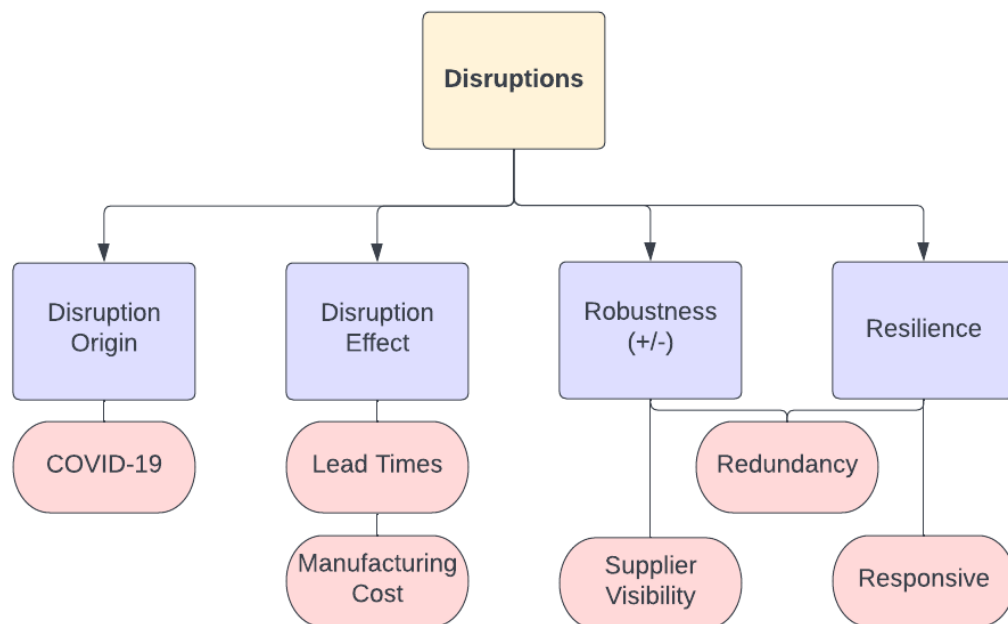 Disruptions
Disruption
Origin
Disruption
Effect
Robustness
(+/-)
Resilience
COVID-19
Lead Times
Redundancy
Manufacturing
Cost
Supplier
Visibility
Responsive